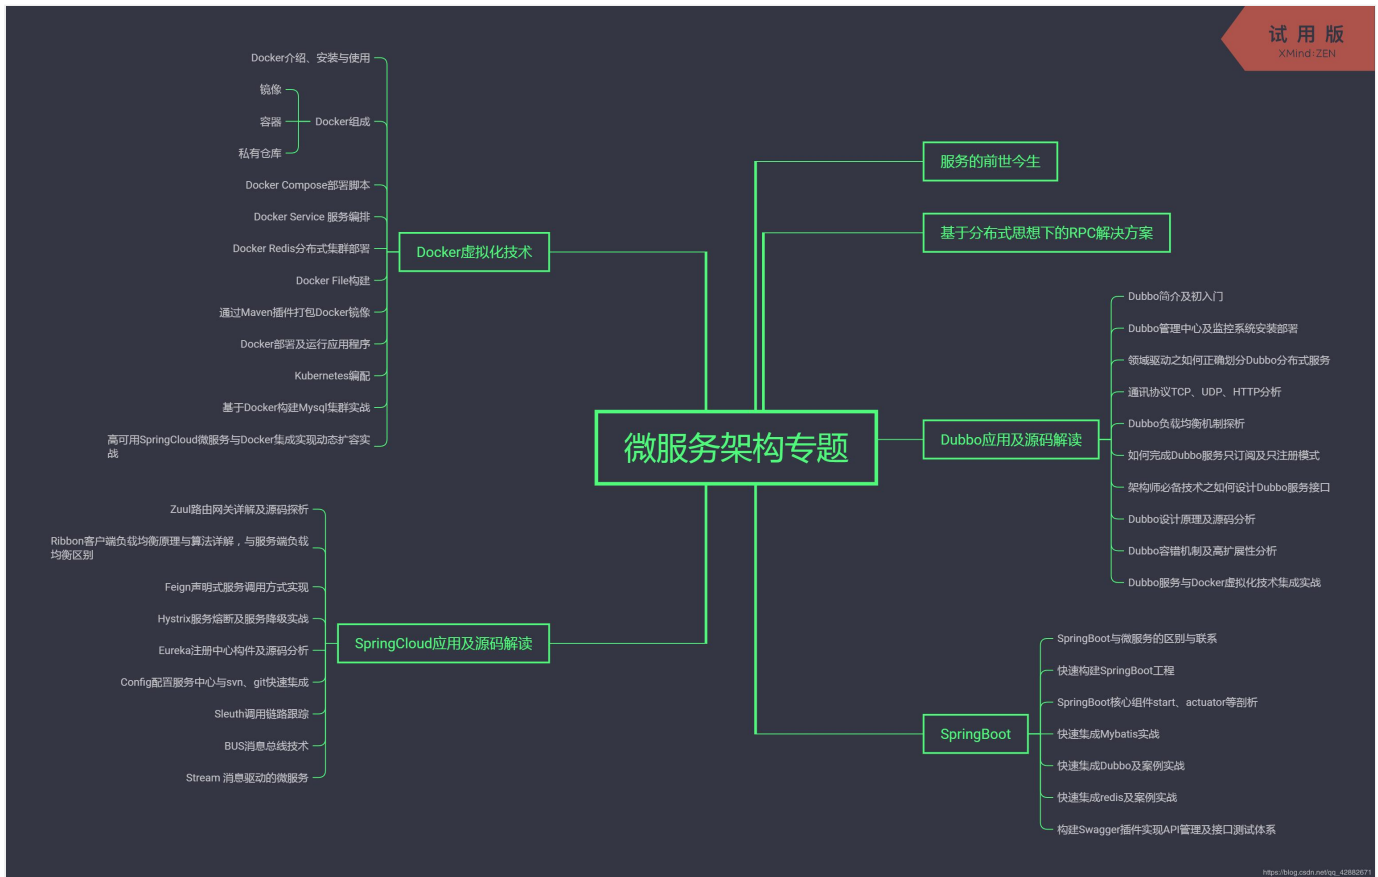 试用版
XMind:ZEN
微服务架构专题
服务的前世今生
基于分布式思想下的RPC解决方案
Dubbo应用及源码解读
Dubbo简介及初入门
Dubbo管理中心及监控系统安装部署
领域驱动之如何正确划分Dubbo分布式服务
通讯协议TCP、UDP、HTTP分析
Dubbo负载均衡机制探析
如何完成Dubbo服务只订阅及只注册模式
架构师必备技术之如何设计Dubbo服务接口
Dubbo设计原理及源码分析
Dubbo容错机制及高扩展性分析
Dubbo服务与Docker虚拟化技术集成实战
SpringBoot
SpringBoot与微服务的区别与联系
快速构建SpringBoot工程
SpringBoot核心组件start、actuator等剖析
快速集成Mybatis实战
快速集成Dubbo及案例实战
快速集成redis及案例实战
构建Swagger插件实现API管理及接口测试体系
Docker虚拟化技术
Docker介绍、安装与使用
Docker组成
镜像
容器
私有仓库
Docker Compose部署脚本
Docker Service 服务编排
Docker Redis分布式集群部署
Docker File构建
通过Maven插件打包Docker镜像
Docker部署及运行应用程序
Kubernetes编配
基于Docker构建Mysql集群实战
高可用SpringCloud微服务与Docker集成实现动态扩容实
战
SpringCloud应用及源码解读
Zuul路由网关详解及源码探析
Ribbon客户端负载均衡原理与算法详解，与服务端负载
均衡区别
Feign声明式服务调用方式实现
Hystrix服务熔断及服务降级实战
Eureka注册中心构件及源码分析
Config配置服务中心与svn、git快速集成
Sleuth调用链路跟踪
BUS消息总线技术
Stream 消息驱动的微服务
https://blog.csdn.net/qq_42882671